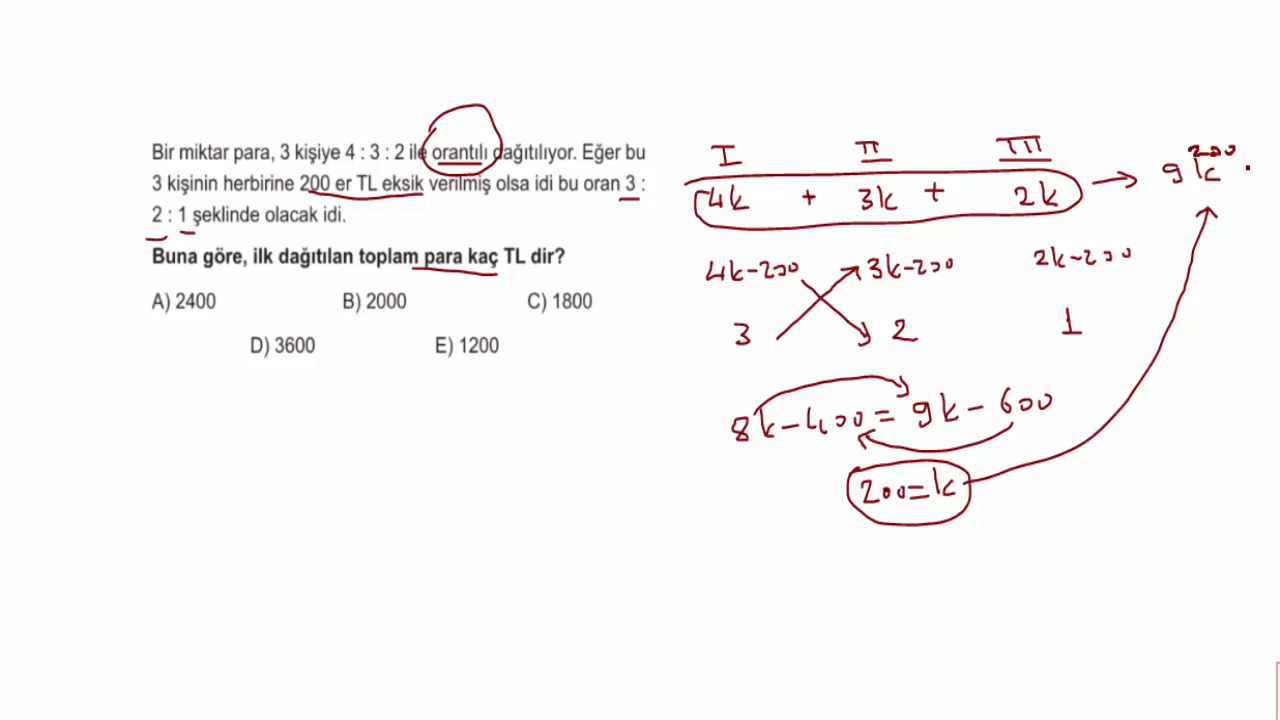 Bir miktar para, 3 kişiye 4 : 3 : 2 ile orantılı dağıtılıyor. Eğer bu
3 kişinin herbirine 200 er TL eksik verilmiş olsa idi bu oran 3 :
2 : 1 şeklinde olacak idi.
Buna göre, ilk dağıtılan toplam para kaç TL dir?
A) 2400 B) 2000 C) 1800
D) 3600 E) 1200
I II III
4k + 3k + 2k → 9k 200
4k-200 3k-200 2k-200
3 2 1
8k-400=9k-600
200=k